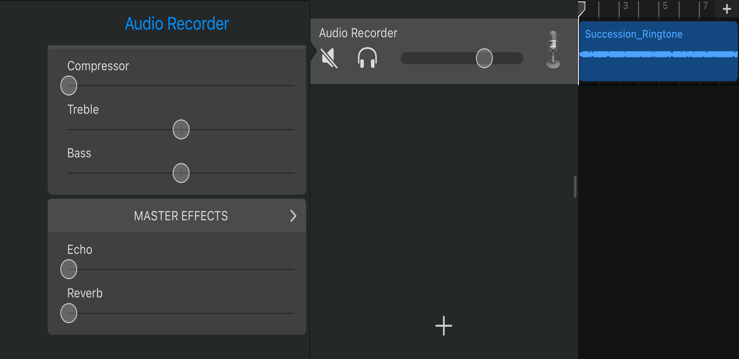 Audio Recorder
Compressor
Treble
Bass
MASTER EFFECTS
Echo
Reverb
Audio Recorder
3 5 7
Succession_Ringtone